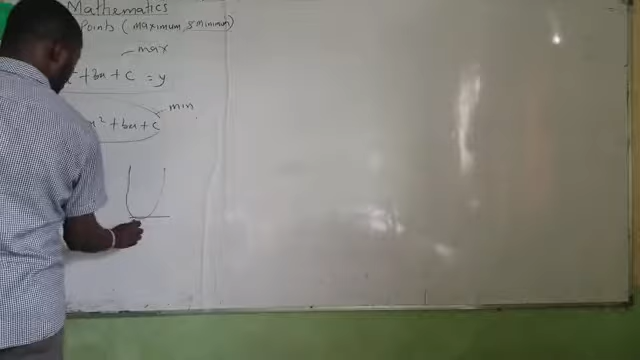 Mathematics
Points ( maximum, & minimum)
max
+ bx + c = y
min
x² + bx + c